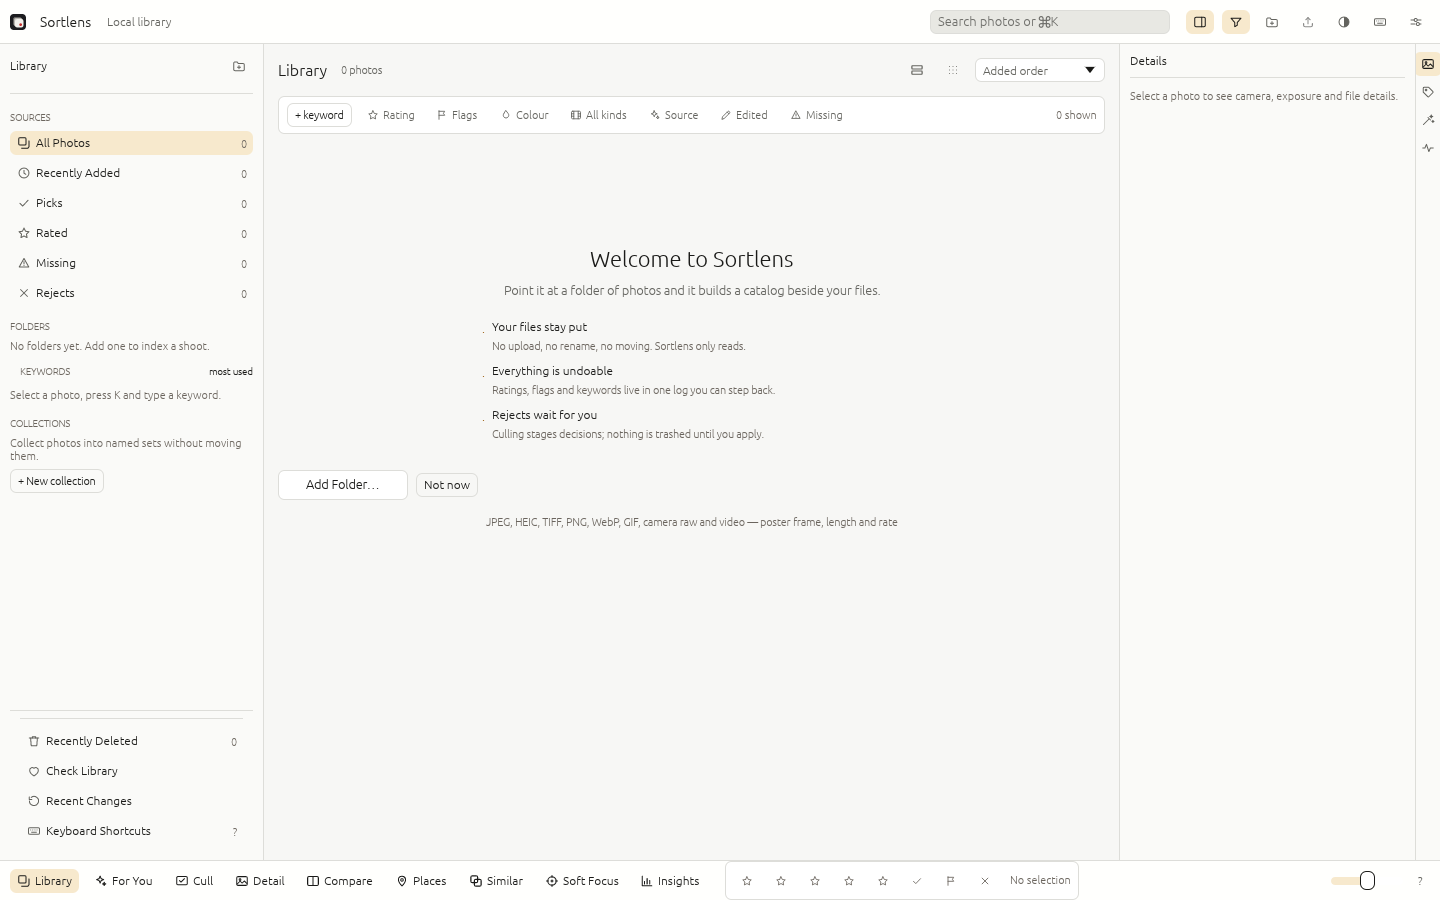 Sortlens
Local library
Search photos or ⌘K
Library
SOURCES
All Photos 0
Recently Added 0
Picks 0
Rated 0
Missing 0
Rejects 0
FOLDERS
No folders yet. Add one to index a shoot.
KEYWORDS most used
Select a photo, press K and type a keyword.
COLLECTIONS
Collect photos into named sets without moving
them.
+ New collection
Recently Deleted 0
Check Library
Recent Changes
Keyboard Shortcuts ?
Library 0 photos
Added order
+ keyword Rating Flags Colour All kinds Source Edited Missing 0 shown
Welcome to Sortlens
Point it at a folder of photos and it builds a catalog beside your files.
Your files stay put
No upload, no rename, no moving. Sortlens only reads.
Everything is undoable
Ratings, flags and keywords live in one log you can step back.
Rejects wait for you
Culling stages decisions; nothing is trashed until you apply.
Add Folder… Not now
JPEG, HEIC, TIFF, PNG, WebP, GIF, camera raw and video — poster frame, length and rate
Details
Select a photo to see camera, exposure and file details.
Library For You Cull Detail Compare Places Similar Soft Focus Insights No selection ?